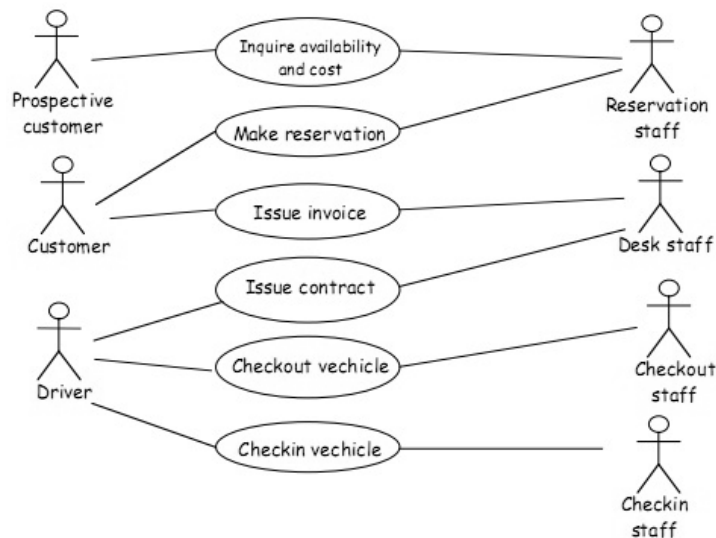 Inquire availability
and cost
Prospective
customer
Reservation
staff
Make reservation
Customer
Issue invoice
Desk staff
Issue contract
Driver
Checkout vechicle
Checkout
staff
Checkin vechicle
Checkin
staff